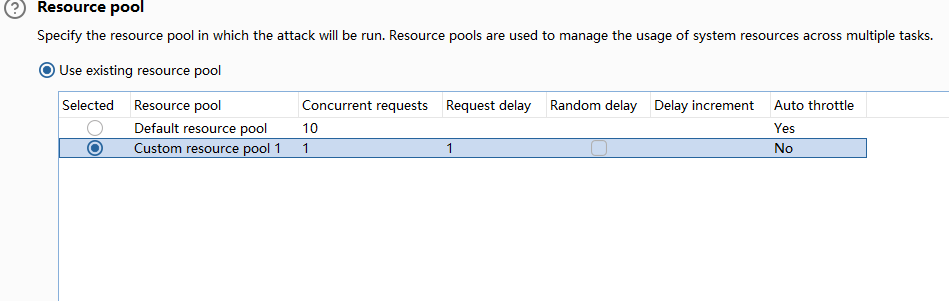 ? Resource pool
Specify the resource pool in which the attack will be run. Resource pools are used to manage the usage of system resources across multiple tasks.
Use existing resource pool
Selected Resource pool Concurrent requests Request delay Random delay Delay increment Auto throttle
Default resource pool 10 Yes
Custom resource pool 1 1 1 No